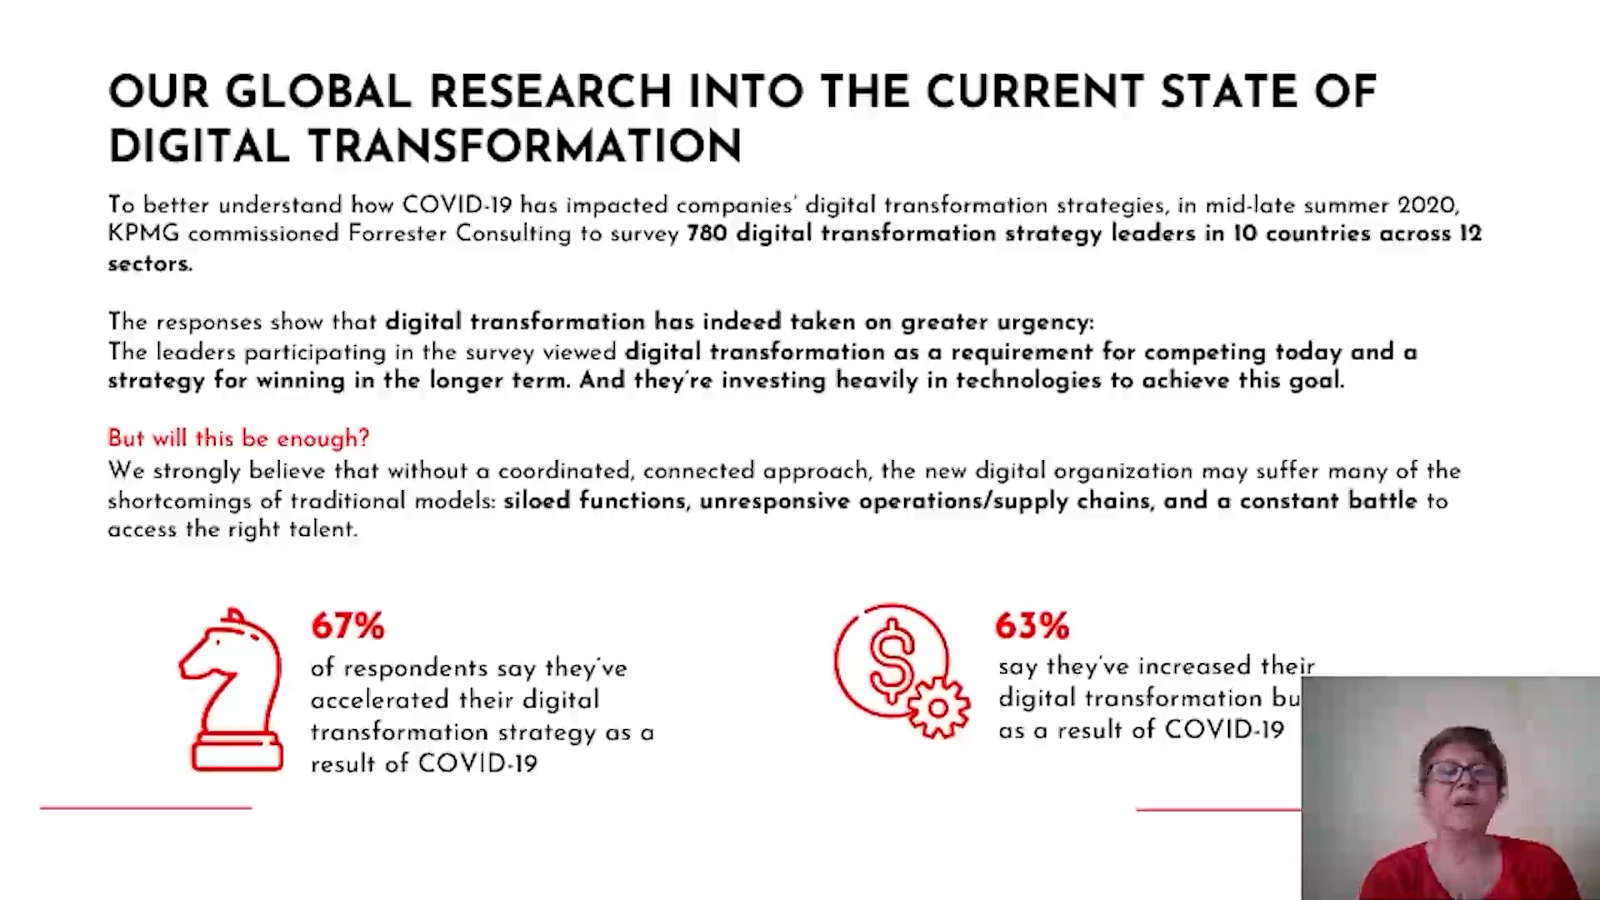 OUR GLOBAL RESEARCH INTO THE CURRENT STATE OF
DIGITAL TRANSFORMATION
To better understand how COVID-19 has impacted companies' digital transformation strategies, in mid-late summer 2020,
KPMG commissioned Forrester Consulting to survey 780 digital transformation strategy leaders in 10 countries across 12
sectors.
The responses show that digital transformation has indeed taken on greater urgency:
The leaders participating in the survey viewed digital transformation as a requirement for competing today and a
strategy for winning in the longer term. And they're investing heavily in technologies to achieve this goal.
But will this be enough?
We strongly believe that without a coordinated, connected approach, the new digital organization may suffer many of the
shortcomings of traditional models: siloed functions, unresponsive operations/supply chains, and a constant battle to
access the right talent.
67%
of respondents say they've
accelerated their digital
transformation strategy as a
result of COVID-19
$
63%
say they've increased their
digital transformation bu
as a result of COVID-19